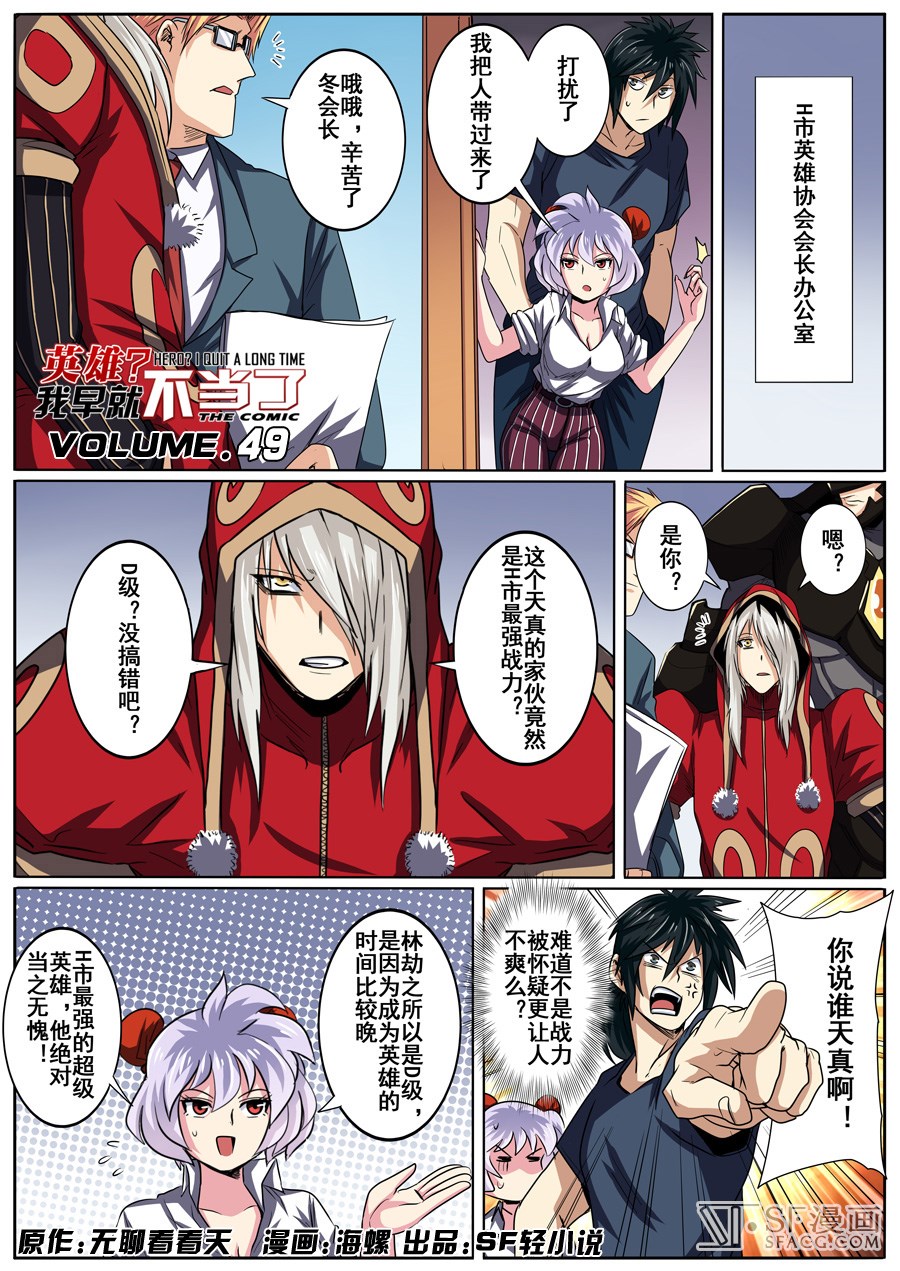 H市英雄协会会长办公室
打扰了
我把人带过来了
哦哦，辛苦了
冬会长
英雄？
HERO? I QUIT A LONG TIME
我早就不当了
THE COMIC
VOLUME. 49
嗯？
是你？
这个天真的家伙竟然
是H市最强战力？
D级？没搞错吧？
你说谁天真啊！
难道不是战力
被怀疑更让人
不爽么？
林劫之所以是D级，
是因为成为英雄的
时间比较晚
H市最强的超级
英雄，他绝对
当之无愧！
原作:无聊看看天 漫画:海螺 出品:SF轻小说
SF漫画
SFACG.COM